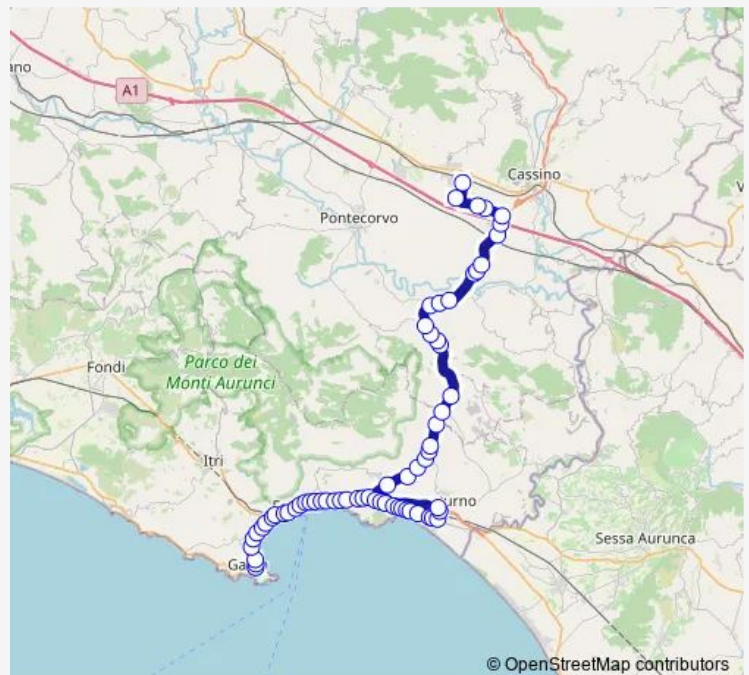 ano
A1
Cassino
Pontecorvo
Fondi
Parco dei
Monti Aurunci
Itri
urno
Sessa Aurunca
Ga
© OpenStreetMap contributors